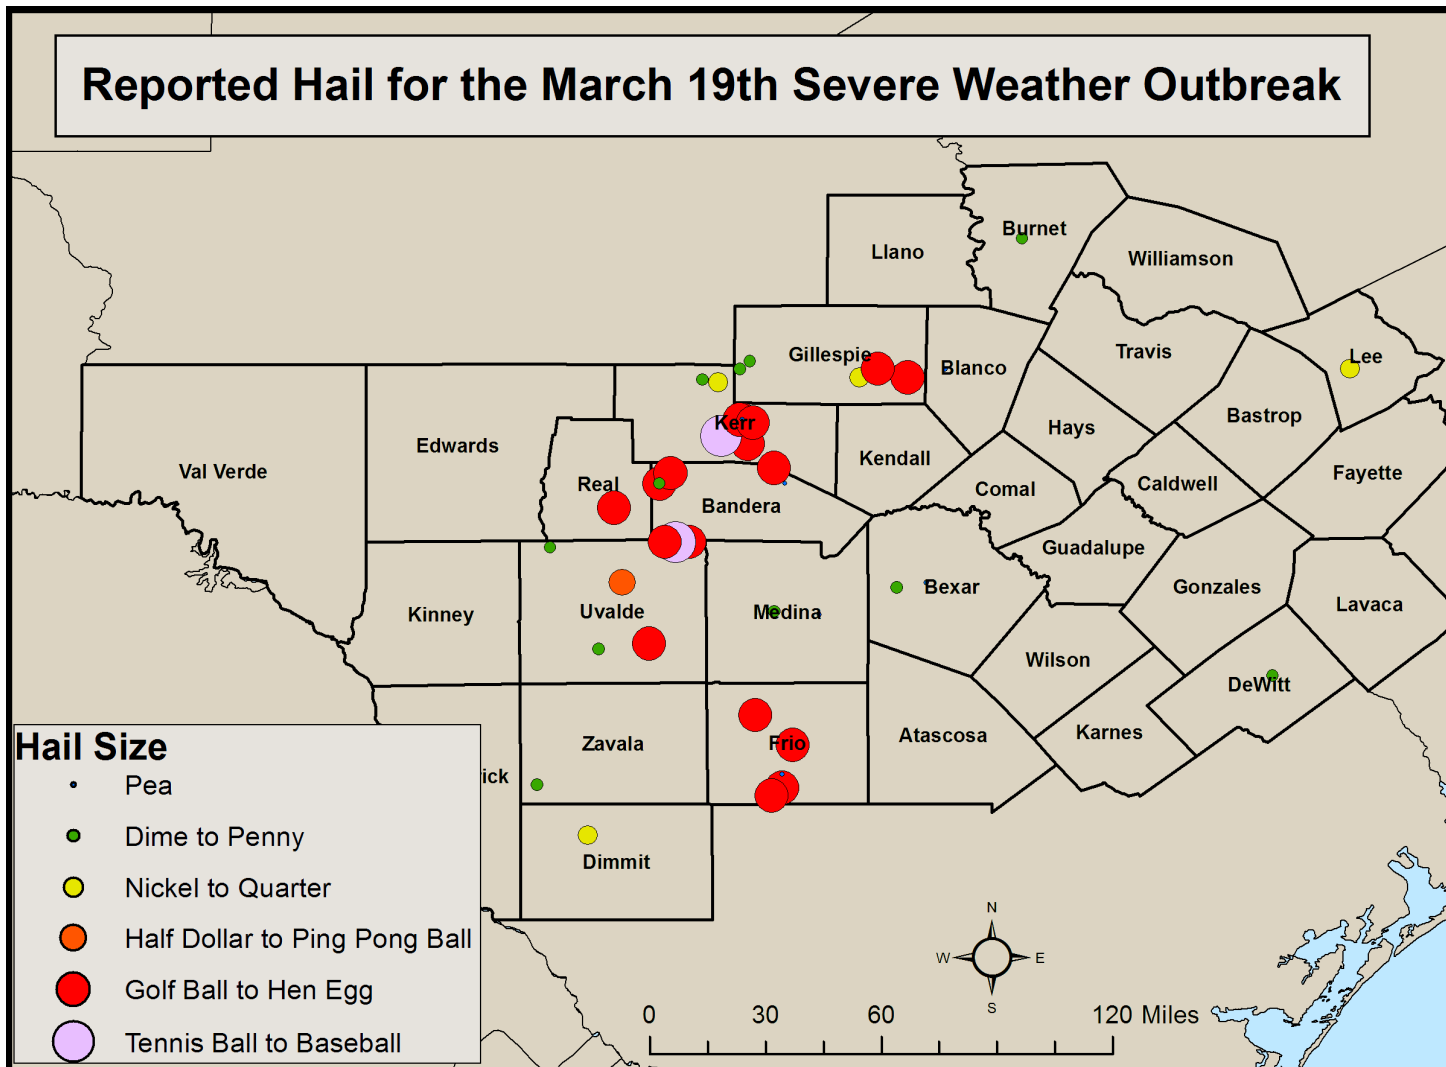 Reported Hail for the March 19th Severe Weather Outbreak
Burnet
Llano
Williamson
Gillespie
Blanco
Travis
Lee
Kerr
Hays
Bastrop
Edwards
Kendall
Val Verde
Real
Bandera
Comal
Caldwell
Fayette
Guadalupe
Kinney
Uvalde
Medina
Bexar
Gonzales
Lavaca
Wilson
DeWitt
Zavala
Frio
Atascosa
Karnes
rick
Dimmit
Hail Size
Pea
Dime to Penny
Nickel to Quarter
Half Dollar to Ping Pong Ball
Golf Ball to Hen Egg
Tennis Ball to Baseball
N
W E
S
0 30 60 120 Miles